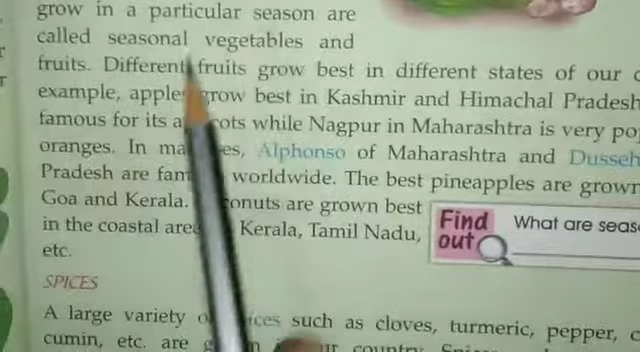 grow in a particular season are
called seasonal vegetables and
fruits. Different fruits grow best in different states of our
example, apples grow best in Kashmir and Himachal Pradesh
famous for its while Nagpur in Maharashtra is very
oranges. In Alphonso of Maharashtra and
Pradesh are worldwide. The best pineapples are grown
Goa and Kerala. are grown best
in the coastal Kerala, Tamil Nadu,
etc.
Find out
What are
SPICES
A large variety such as cloves, turmeric, pepper,
cumin, etc. are country.